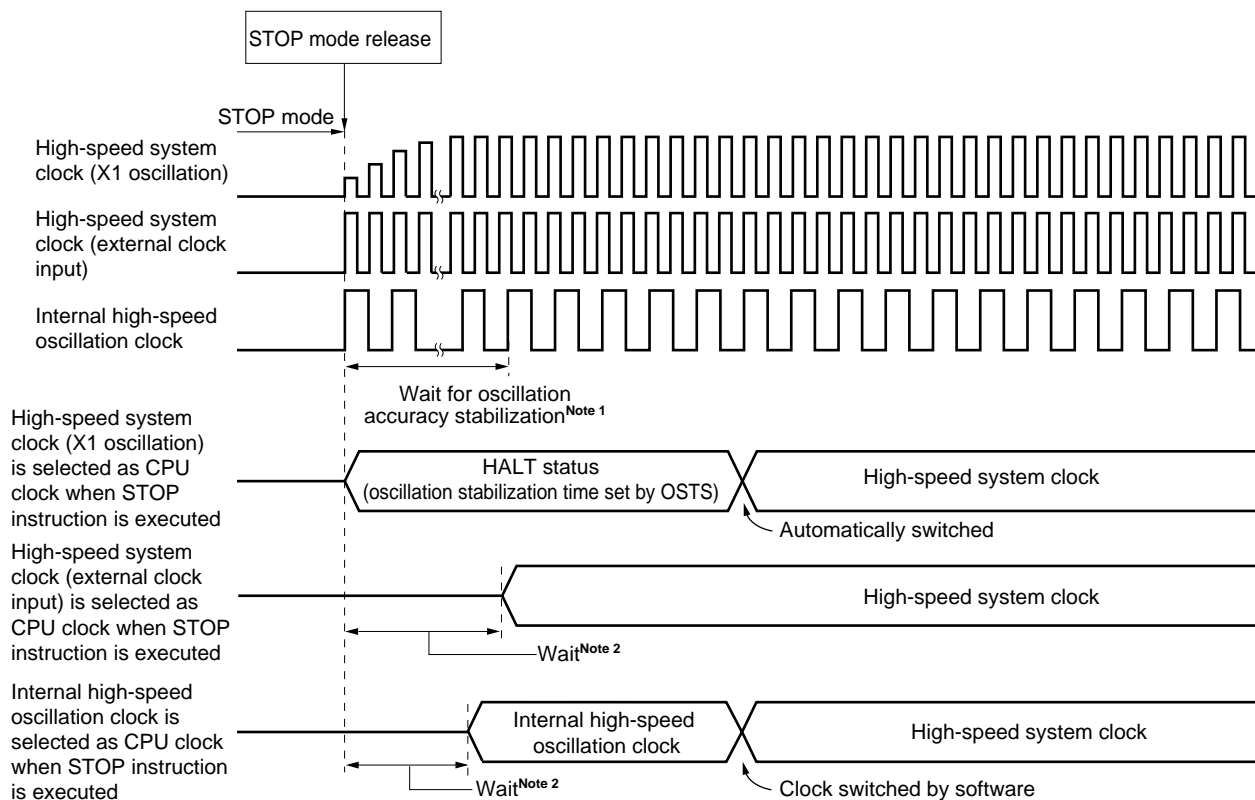 STOP mode release
STOP mode
High-speed system
clock (X1 oscillation)
High-speed system
clock (external clock
input)
Internal high-speed
oscillation clock
Wait for oscillation
accuracy stabilizationNote 1
High-speed system
clock (X1 oscillation)
is selected as CPU
clock when STOP
instruction is executed
HALT status
(oscillation stabilization time set by OSTS)
High-speed system clock
Automatically switched
High-speed system
clock (external clock
input) is selected as
CPU clock when STOP
instruction is executed
High-speed system clock
WaitNote 2
Internal high-speed
oscillation clock is
selected as CPU clock
when STOP instruction
is executed
Internal high-speed
oscillation clock
High-speed system clock
WaitNote 2
Clock switched by software